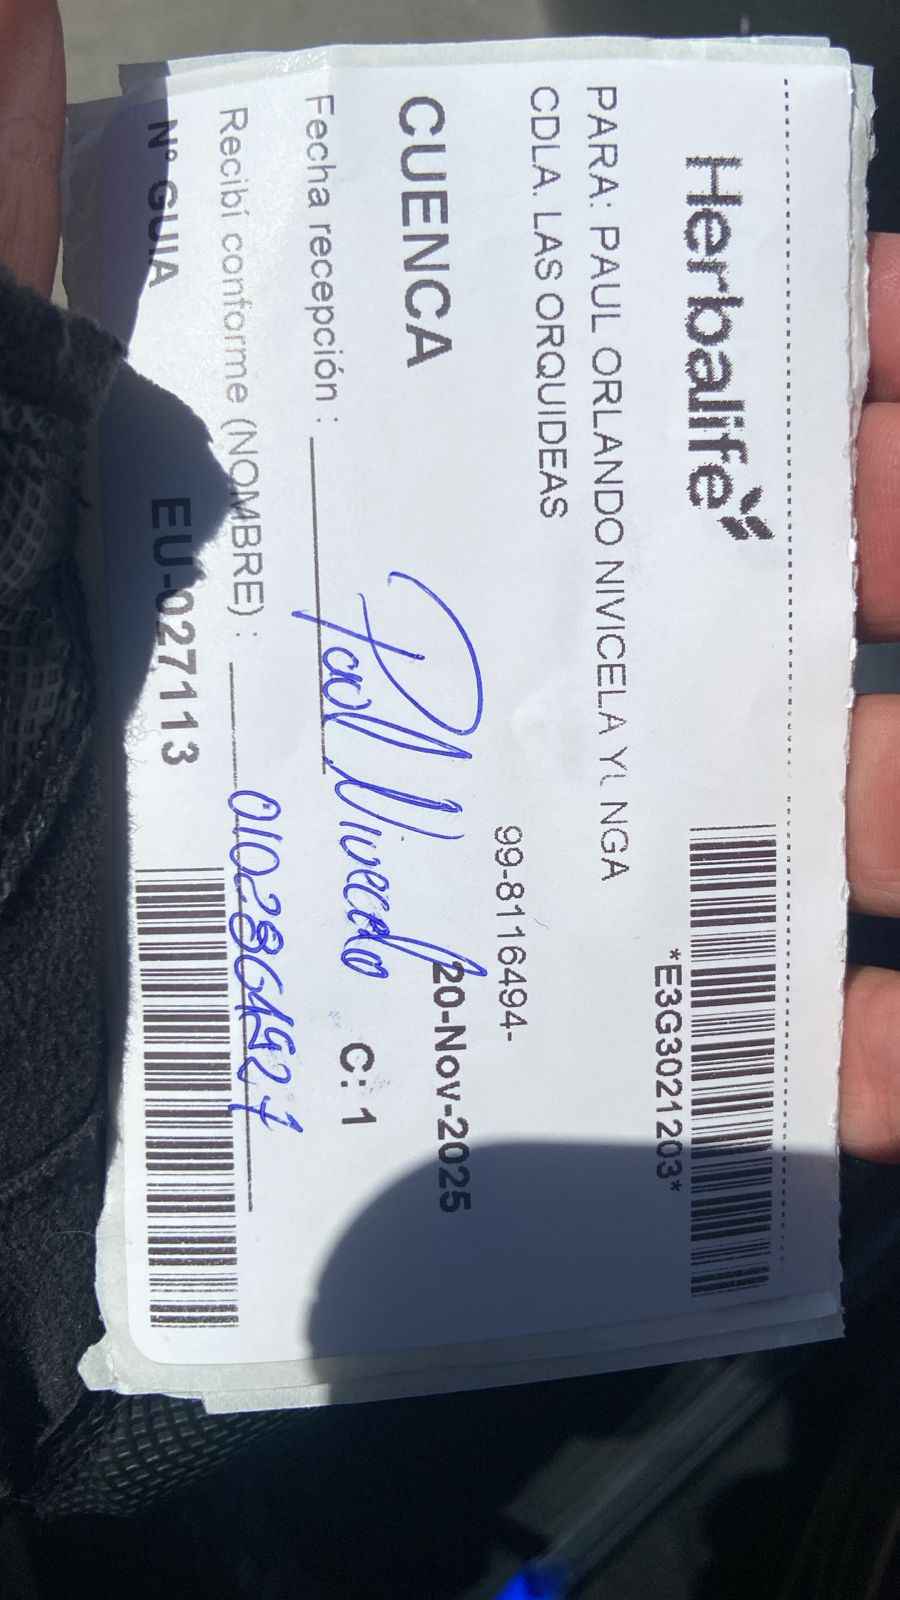 Herbalife
*E3G3021203*
PARA: PAUL ORLANDO NIVICELA YUNGA
CDLA. LAS ORQUIDEAS
99-8116494-
CUENCA
20-Nov-2025
Fecha recepción :
Paul Nivecela
C: 1
Recibí conforme (NOMBRE) :
Nº GUIA
EU-027113